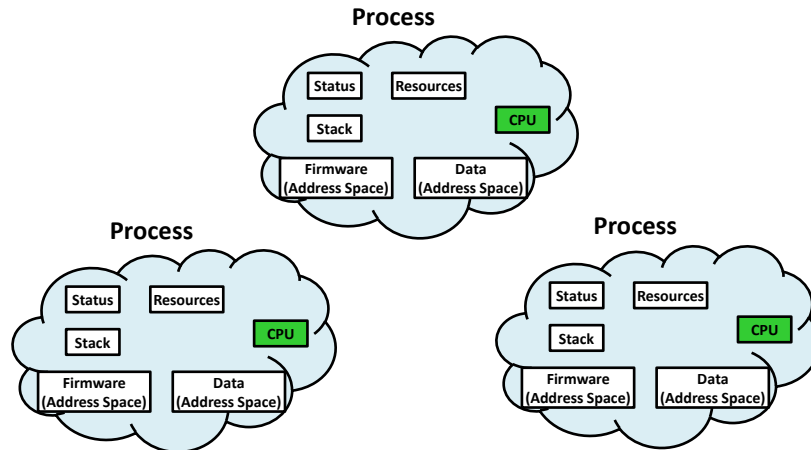 Process
Status
Resources
CPU
Stack
Firmware
(Address Space)
Data
(Address Space)
Process
Status
Resources
CPU
Stack
Firmware
(Address Space)
Data
(Address Space)
Process
Status
Resources
CPU
Stack
Firmware
(Address Space)
Data
(Address Space)